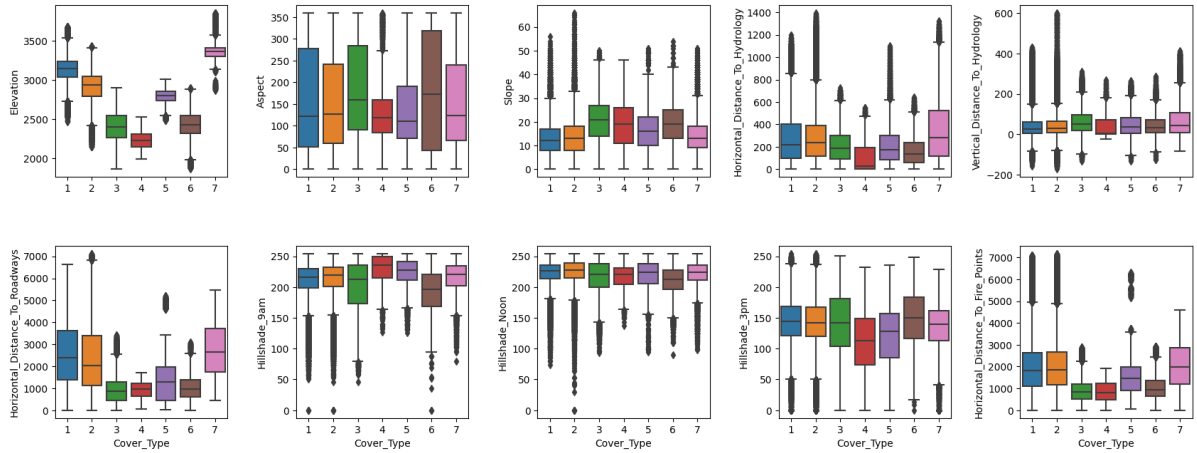 Elevation
3500
3000
2500
2000
1 2 3 4 5 6 7
Aspect
350
300
250
200
150
100
50
0
1 2 3 4 5 6 7
Slope
60
50
40
30
20
10
0
1 2 3 4 5 6 7
Horizontal_Distance_To_Hydrology
1400
1200
1000
800
600
400
200
0
1 2 3 4 5 6 7
Vertical_Distance_To_Hydrology
600
400
200
0
−200
1 2 3 4 5 6 7
Horizontal_Distance_To_Roadways
7000
6000
5000
4000
3000
2000
1000
0
1 2 3 4 5 6 7
Cover_Type
Hillshade_9am
250
200
150
100
50
0
1 2 3 4 5 6 7
Cover_Type
Hillshade_Noon
250
200
150
100
50
0
1 2 3 4 5 6 7
Cover_Type
Hillshade_3pm
250
200
150
100
50
0
1 2 3 4 5 6 7
Cover_Type
Horizontal_Distance_To_Fire_Points
7000
6000
5000
4000
3000
2000
1000
0
1 2 3 4 5 6 7
Cover_Type